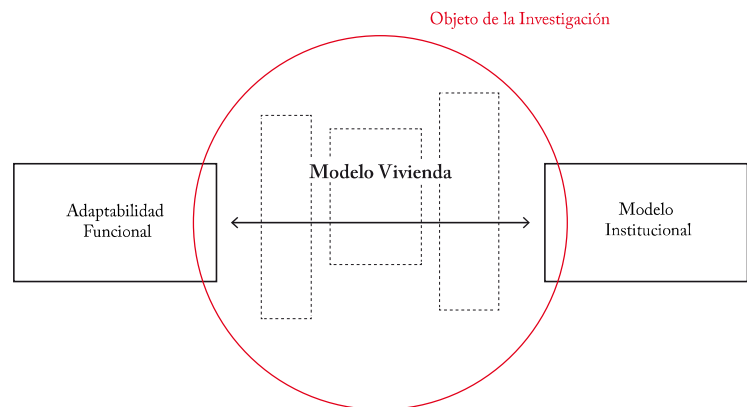 Objeto de la Investigación
Modelo Vivienda
Adaptabilidad
Funcional
Modelo
Institucional